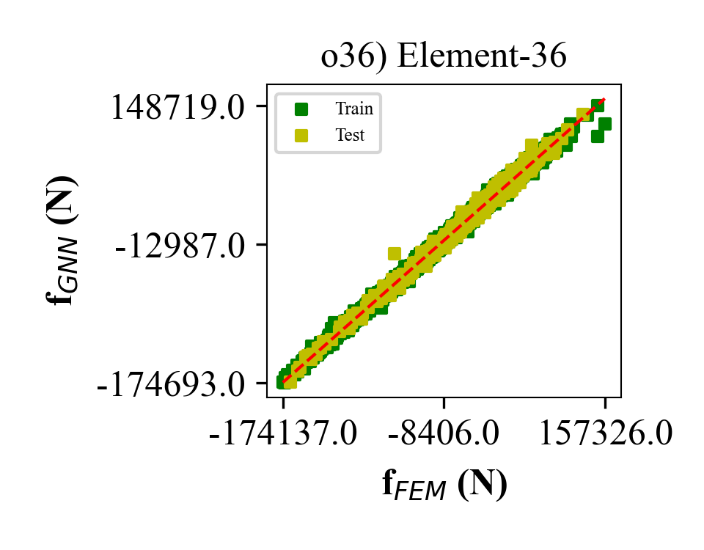 o36) Element-36
148719.0
-12987.0
-174693.0
Train
Test
f_GNN (N)
-174137.0 -8406.0 157326.0
f_FEM (N)